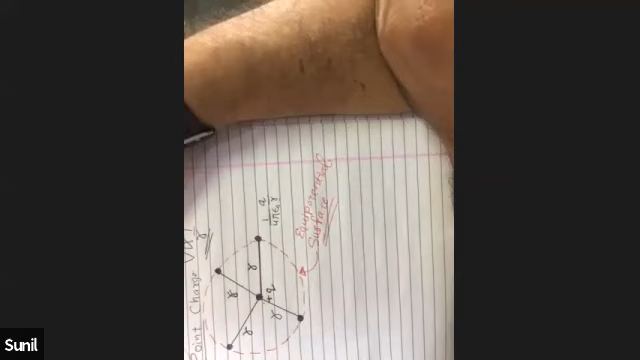 Point Charge V∝ 1/r
1/4πε₀ q/r
Equipotential
Surface
r
r
+q
r
r
Sunil